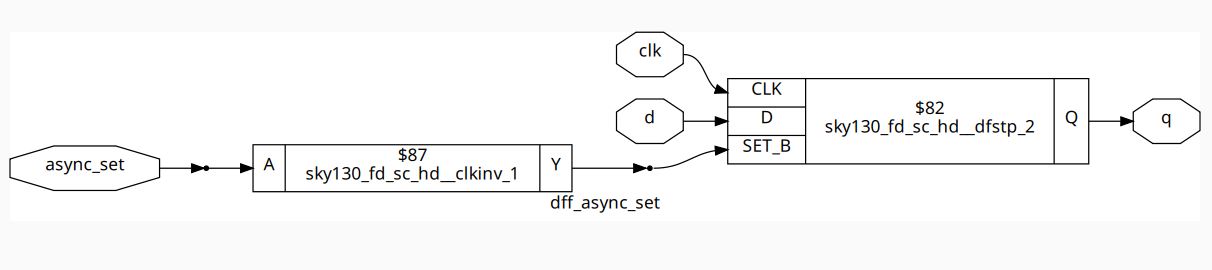 clk
CLK
$82
sky130_fd_sc_hd__dfstp_2
d
D
Q
q
SET_B
async_set
A
$87
sky130_fd_sc_hd__clkinv_1
Y
dff_async_set